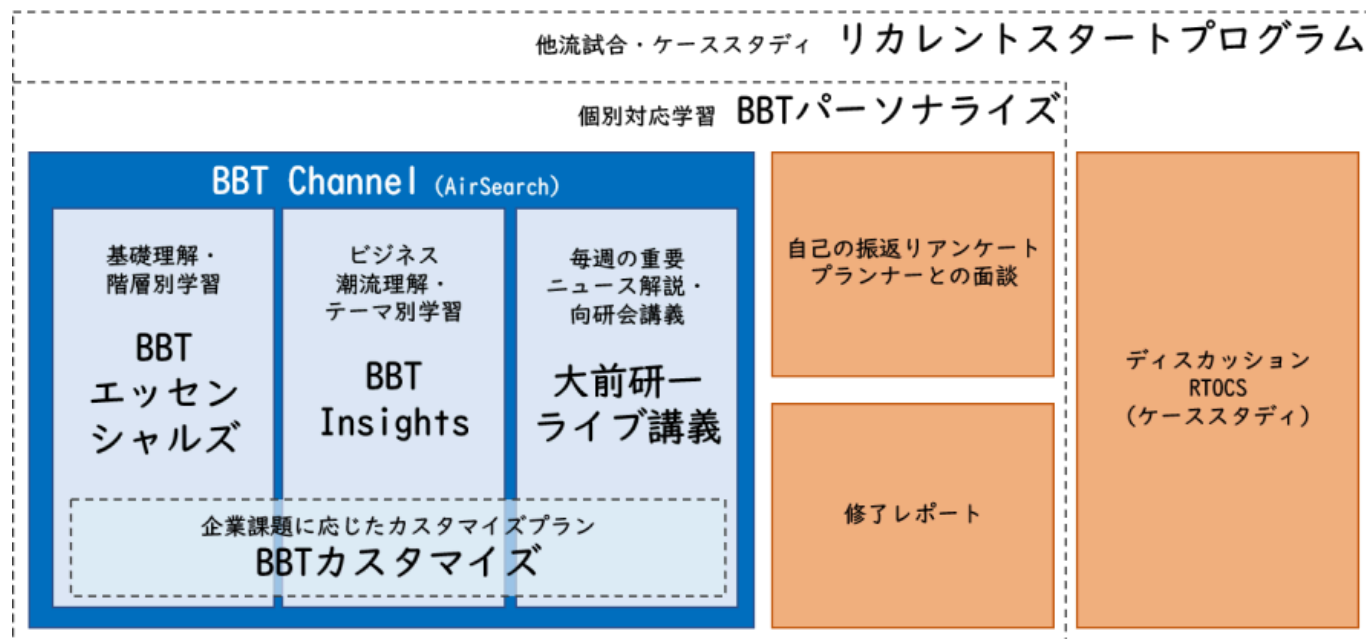 他流試合・ケーススタディ リカレントスタートプログラム
個別対応学習 BBTパーソナライズ
BBT Channel (AirSearch)
基礎理解・
階層別学習
BBT
エッセン
シャルズ
ビジネス
潮流理解・
テーマ別学習
BBT
Insights
毎週の重要
ニュース解説・
向研会講義
大前研一
ライブ講義
企業課題に応じたカスタマイズプラン
BBTカスタマイズ
自己の振返りアンケート
プランナーとの面談
修了レポート
ディスカッション
RTOCS
(ケーススタディ)